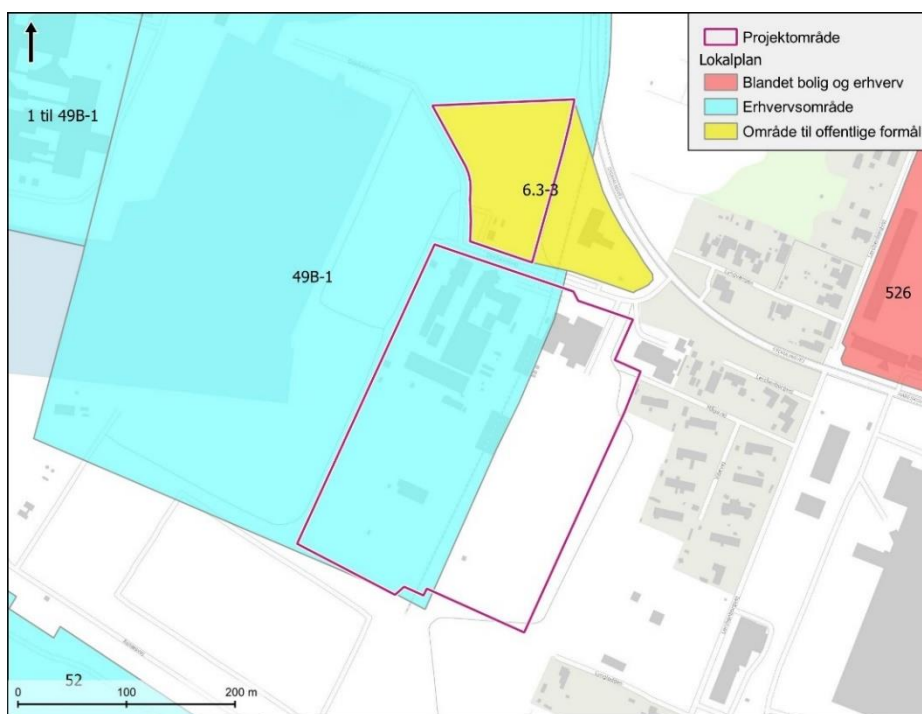 Projektområde
Lokalplan
Blandet bolig og erhverv
Erhvervsområde
Område til offentlige formål
1 til 49B-1
6.3-3
49B-1
526
52
0 100 200 m